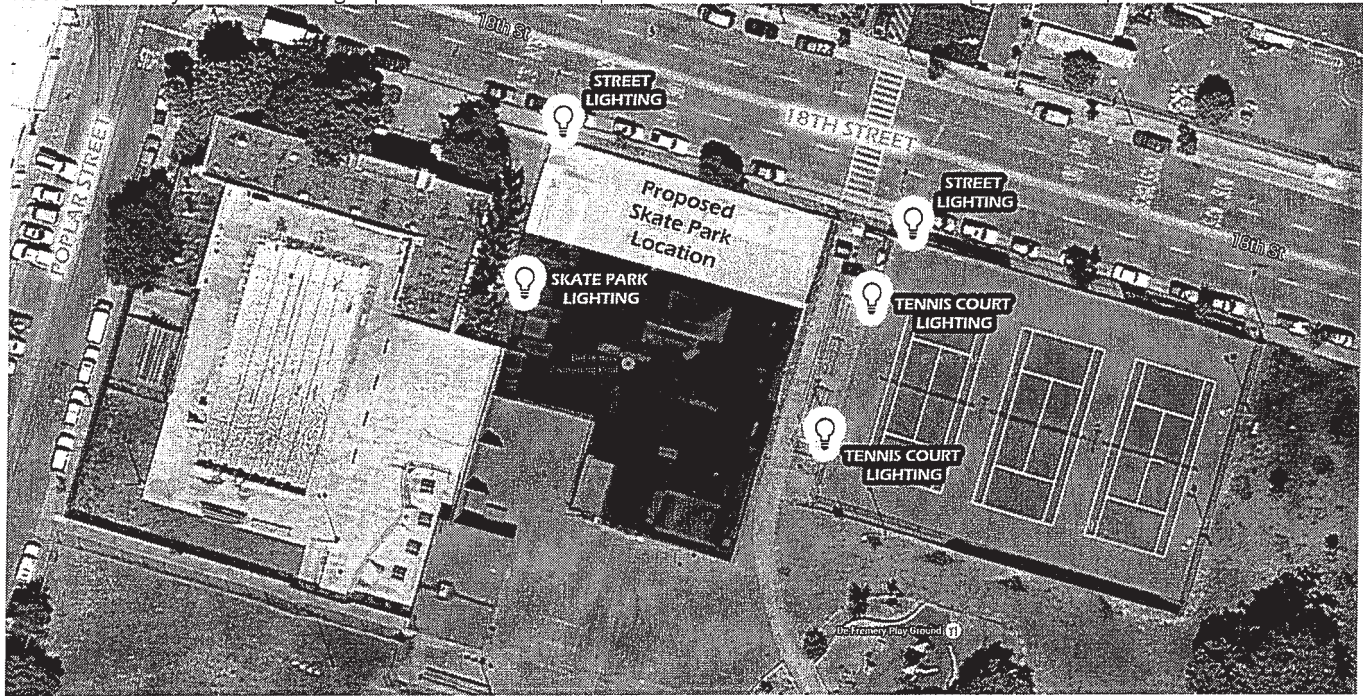 18th St
STREET
LIGHTING
18TH STREET
POPLAR STREET
Proposed
Skate Park
Location
STREET
LIGHTING
18th St
SKATE PARK
LIGHTING
TENNIS COURT
LIGHTING
TENNIS COURT
LIGHTING
De Fremery Play Ground